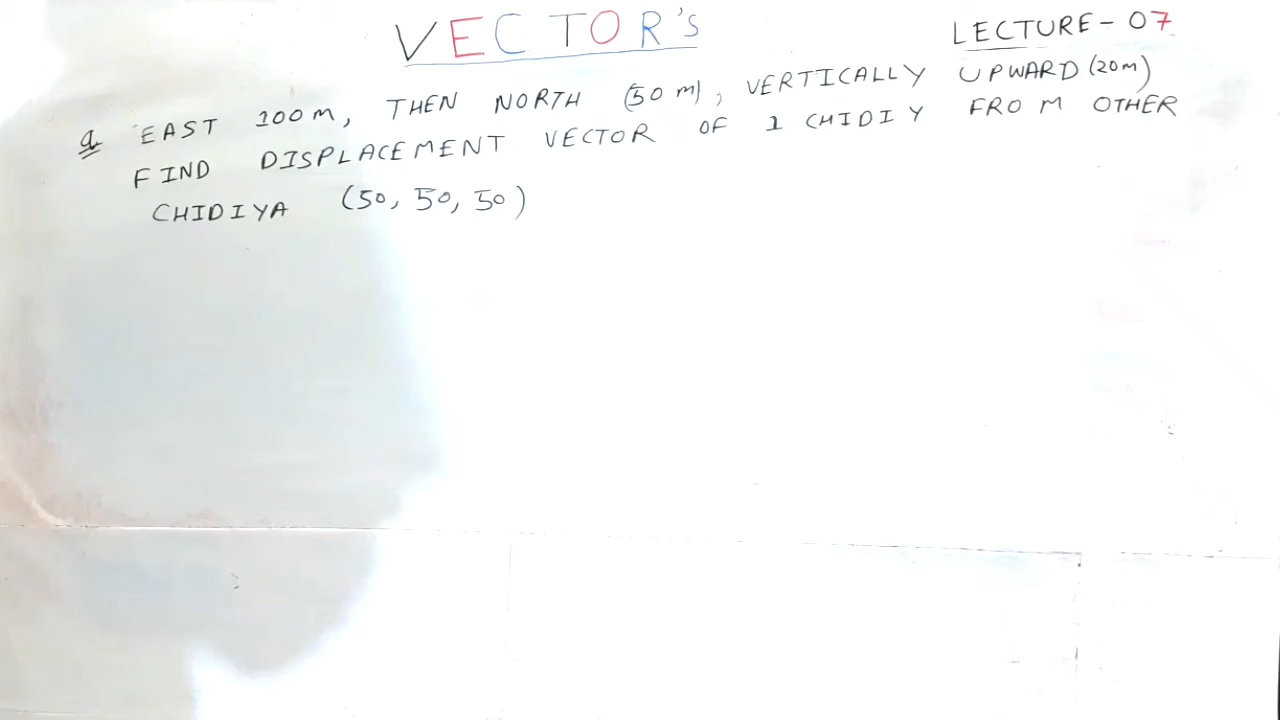 VECTOR's
LECTURE-07
Q EAST 100m, THEN NORTH (50m), VERTICALLY UPWARD (20m)
FIND DISPLACEMENT VECTOR OF 1 CHIDIY FROM OTHER
CHIDIYA (50, 50, 50)